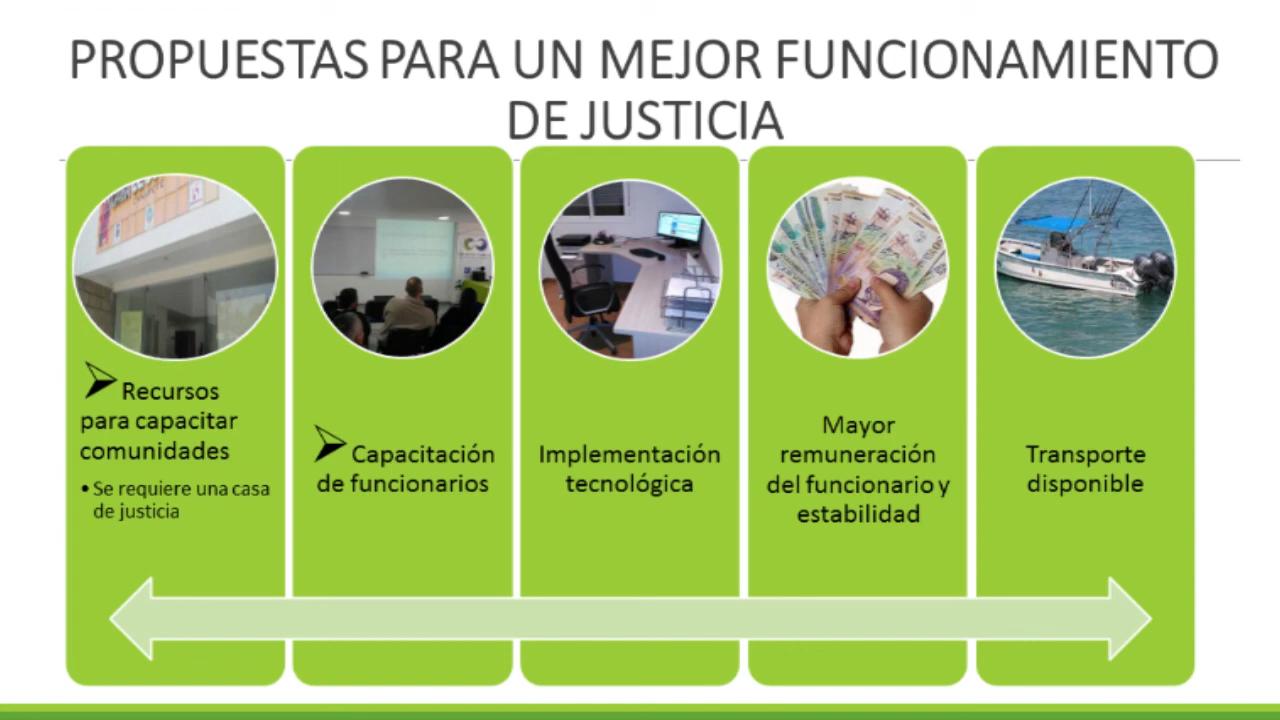 PROPUESTAS PARA UN MEJOR FUNCIONAMIENTO
DE JUSTICIA
Recursos
para capacitar
comunidades
• Se requiere una casa
de justicia
Capacitación
de funcionarios
Implementación
tecnológica
Mayor
remuneración
del funcionario y
estabilidad
Transporte
disponible